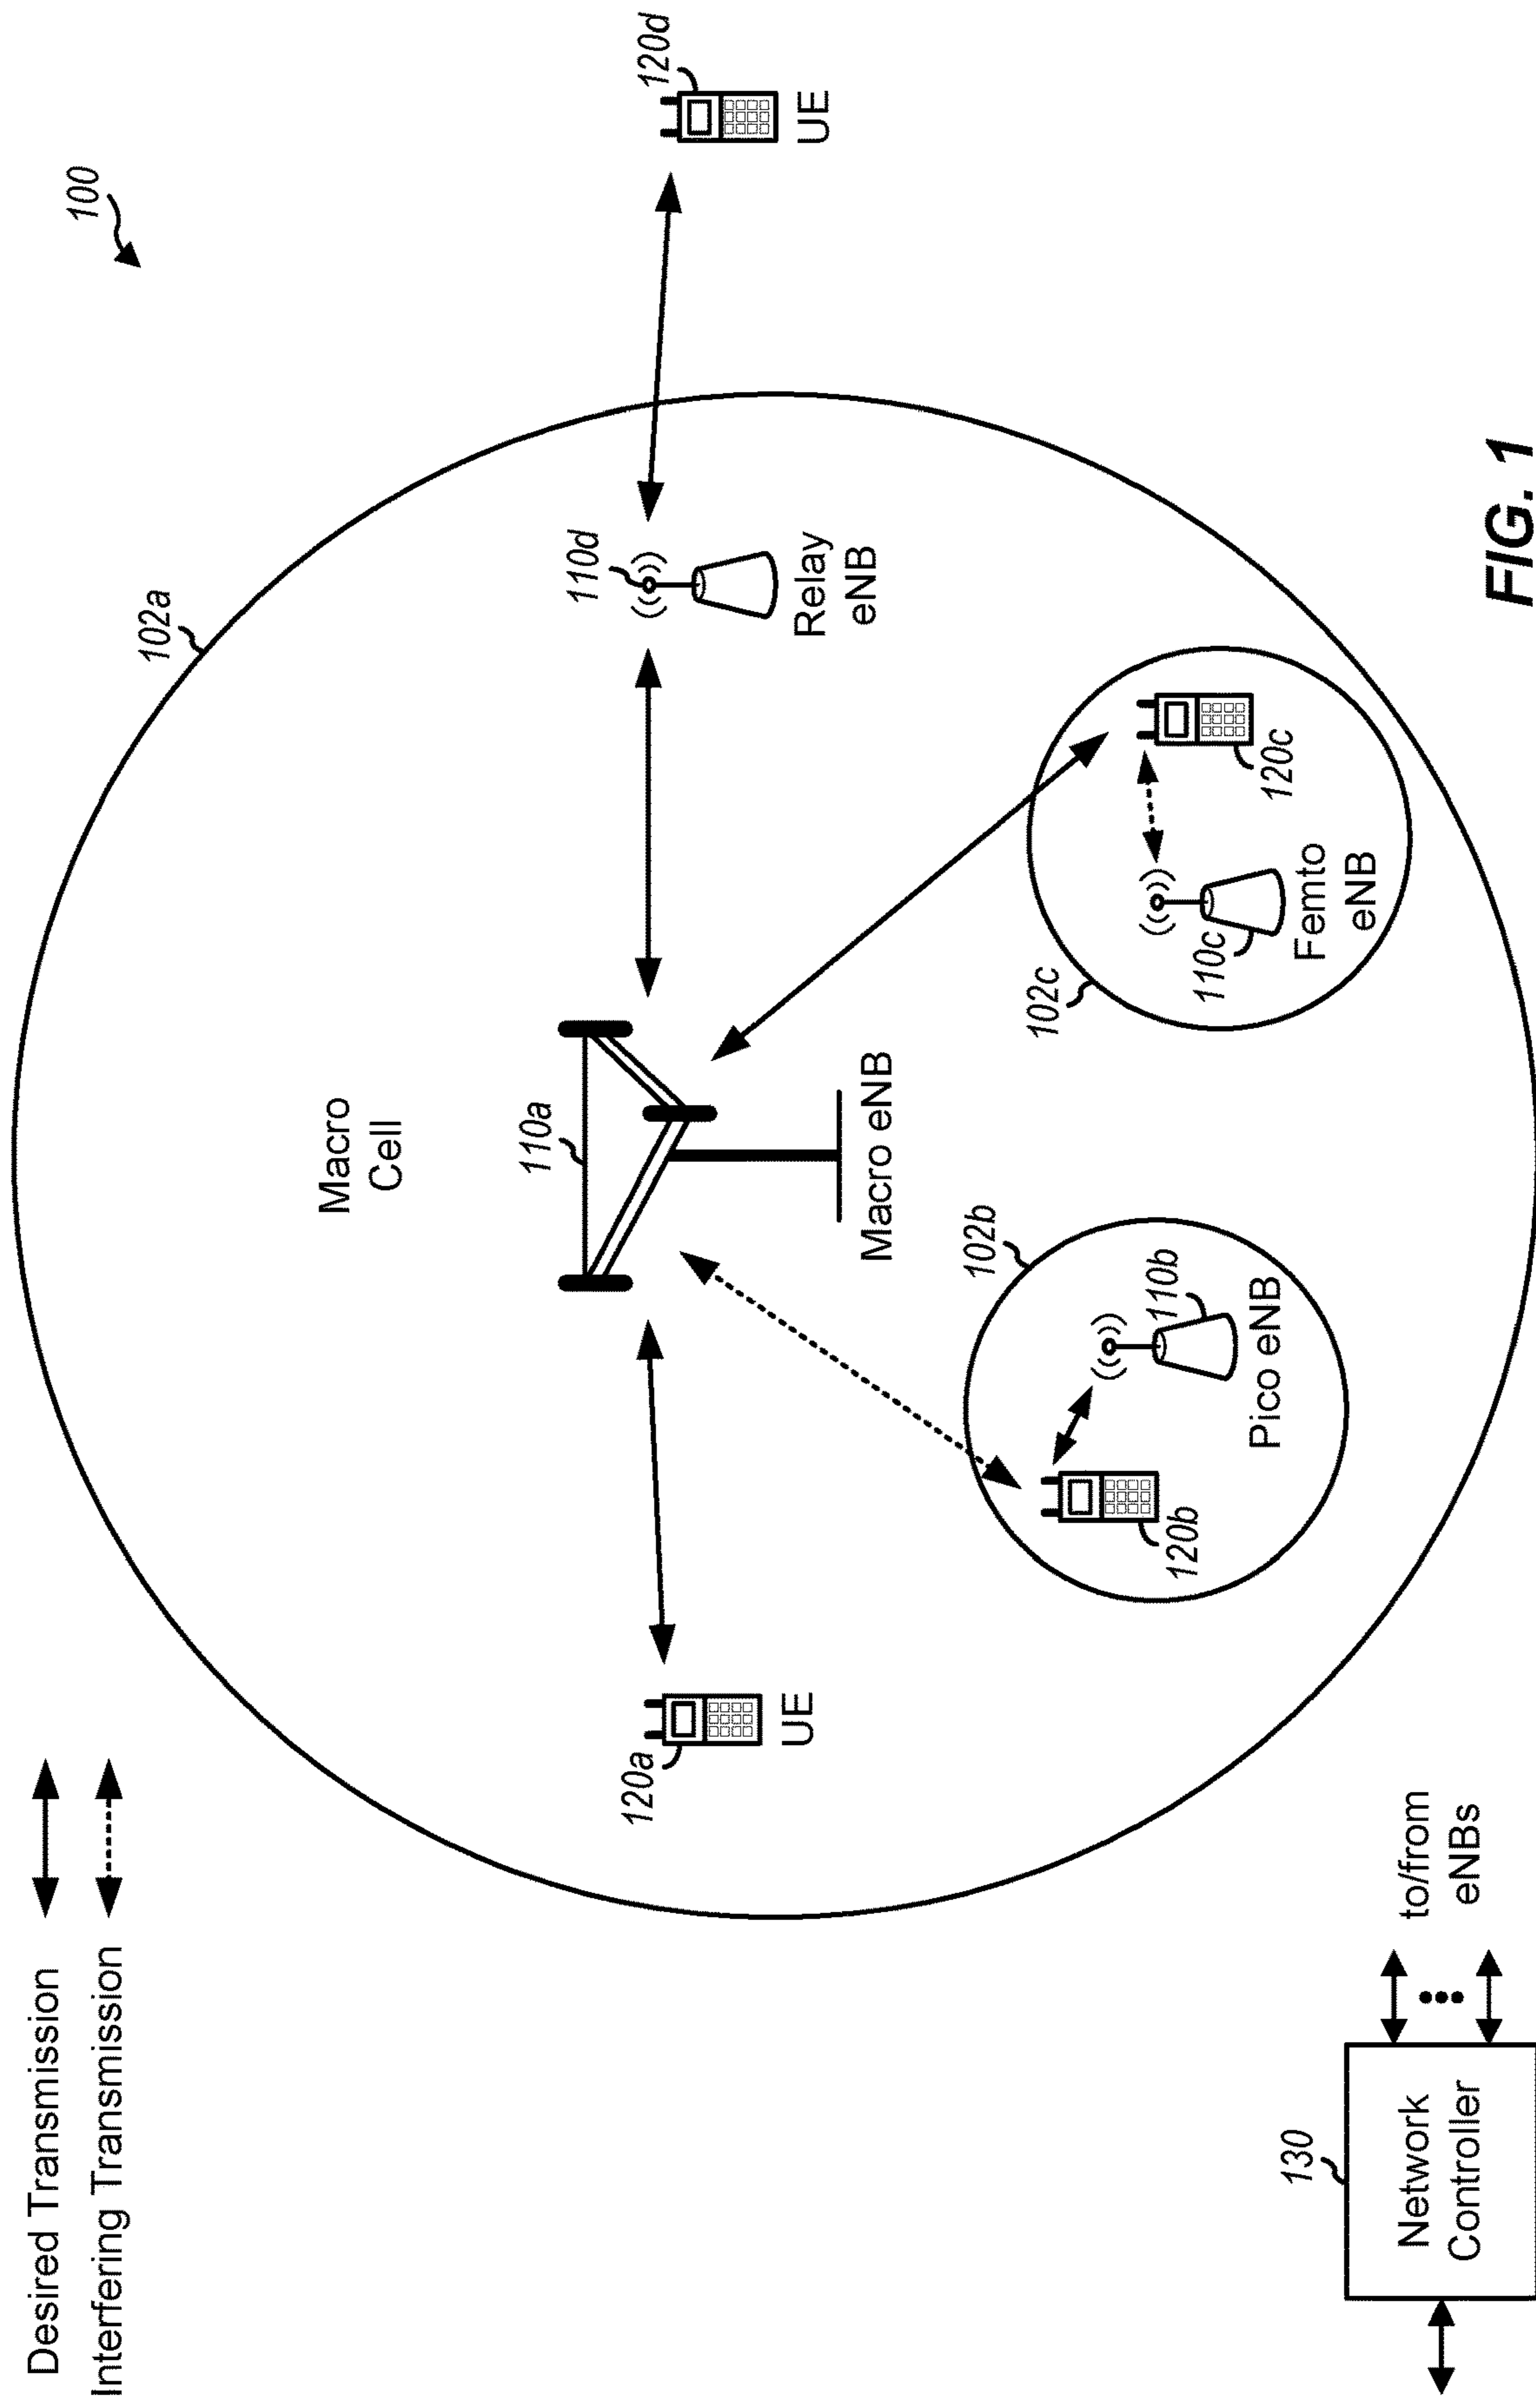 Desired Transmission
Interfering Transmission
100
102a
Macro
Cell
110a
Macro eNB
120a
UE
110d
Relay
eNB
120d
UE
102b
110b
Pico eNB
120b
102c
110c
Femto
eNB
120c
130
Network
Controller
to/from
eNBs
FIG. 1